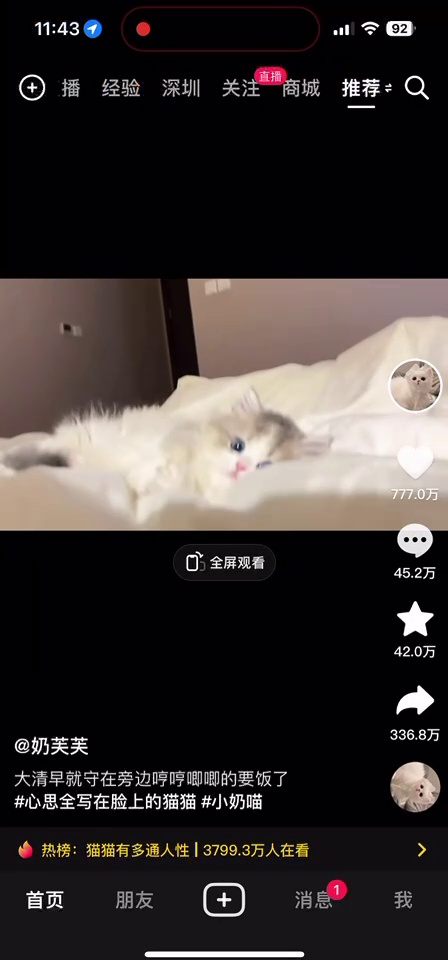 11:43
92
播 经验 深圳 关注 直播 商城 推荐
777.0万
45.2万
全屏观看
42.0万
336.8万
@奶芙芙
大清早就守在旁边哼哼唧唧的要饭了
#心思全写在脸上的猫猫 #小奶喵
热榜：猫猫有多通人性 | 3799.3万人在看
首页 朋友 消息 1 我